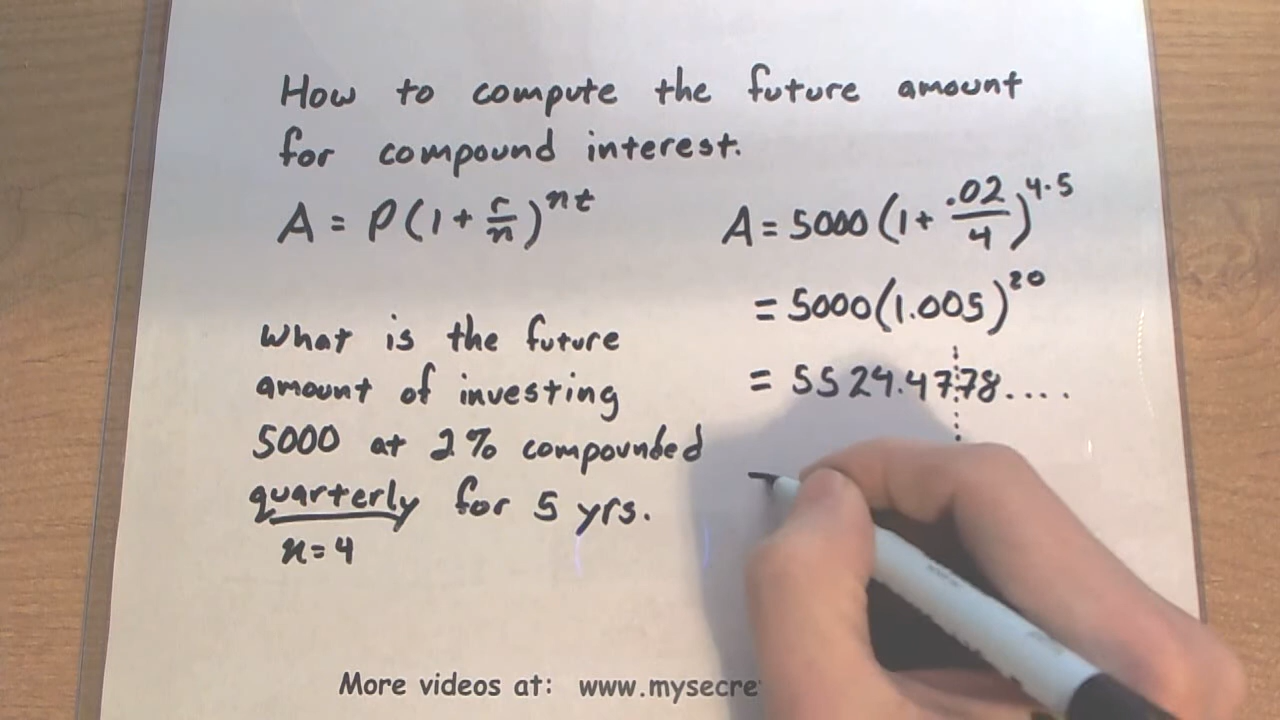 How to compute the future amount
for compound interest.
A = P(1 + r/n)^nt
What is the future
amount of investing
5000 at 2% compounded
quarterly for 5 yrs.
n=4
A = 5000(1 + .02/4)^4·5
= 5000(1.005)^20
= 5524.4778....
More videos at: www.mysecre